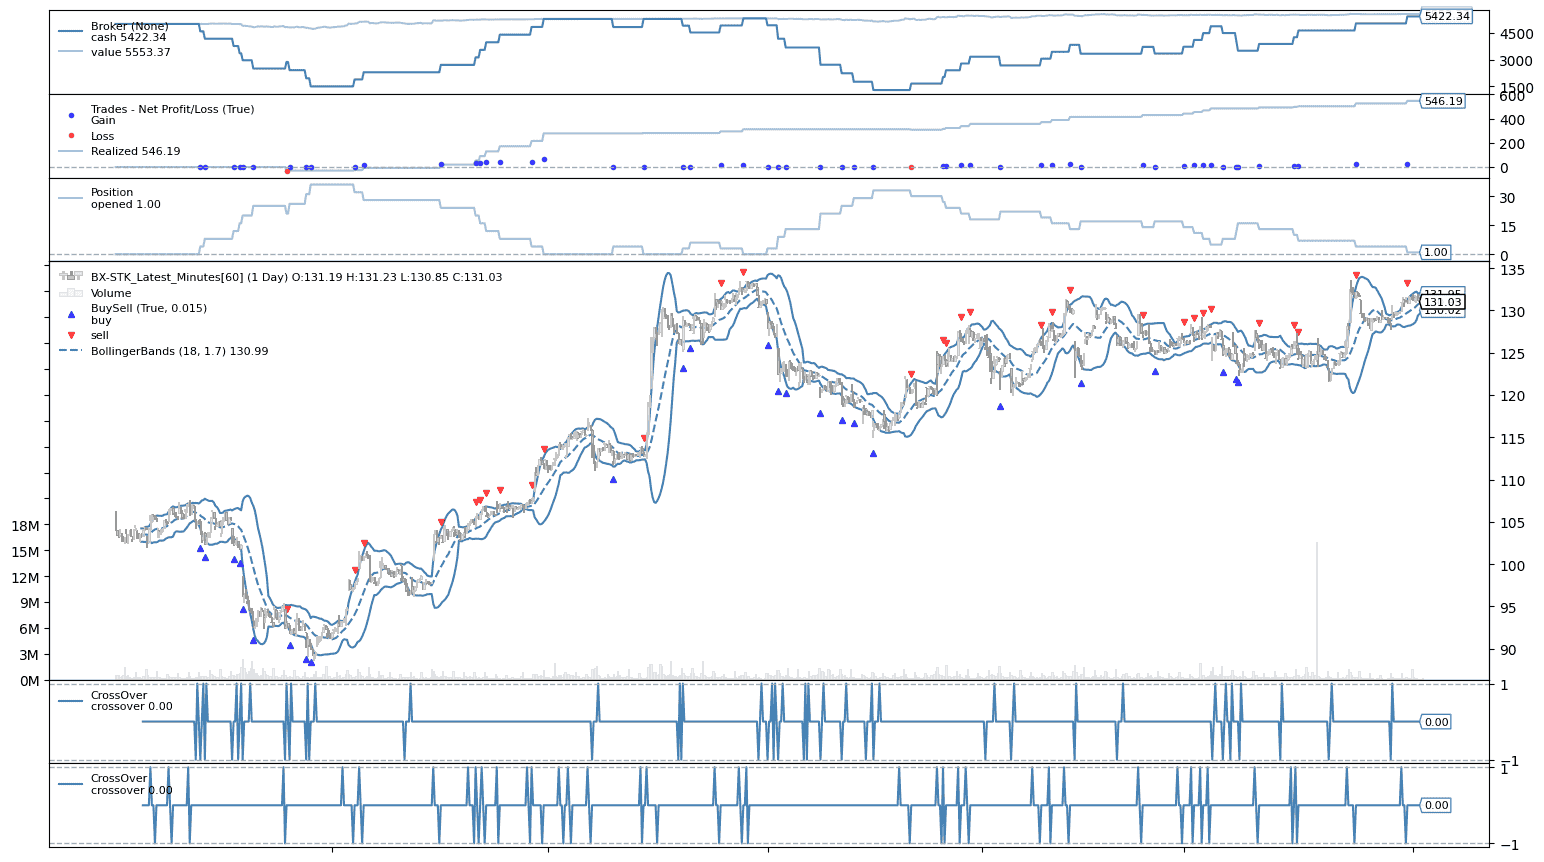 Broker (None)
cash 5422.34
value 5553.37
5422.34
4500
3000
1500
Trades - Net Profit/Loss (True)
Gain
Loss
Realized 546.19
600
546.19
400
200
0
Position
opened 1.00
30
15
1.00
0
BX-STK_Latest_Minutes[60] (1 Day) O:131.19 H:131.23 L:130.85 C:131.03
Volume
BuySell (True, 0.015)
buy
sell
BollingerBands (18, 1.7) 130.99
135
131.95
131.03
130.02
130
125
120
115
110
105
100
95
90
18M
15M
12M
9M
6M
3M
0M
CrossOver
crossover 0.00
1
0.00
−1
CrossOver
crossover 0.00
1
0.00
−1